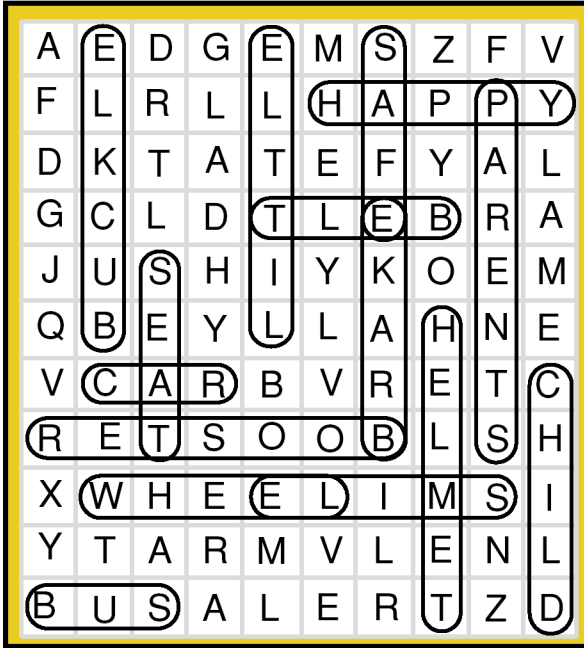 A E D G E M S Z F V
F L R L L H A P P Y
D K T A T E F Y A L
G C L D T L E B R A
J U S H I Y K O E M
Q B E Y L L A H N E
V C A R B V R E T C
R E T S O O B L S H
X W H E E L I M S I
Y T A R M V L E N L
B U S A L E R T Z D